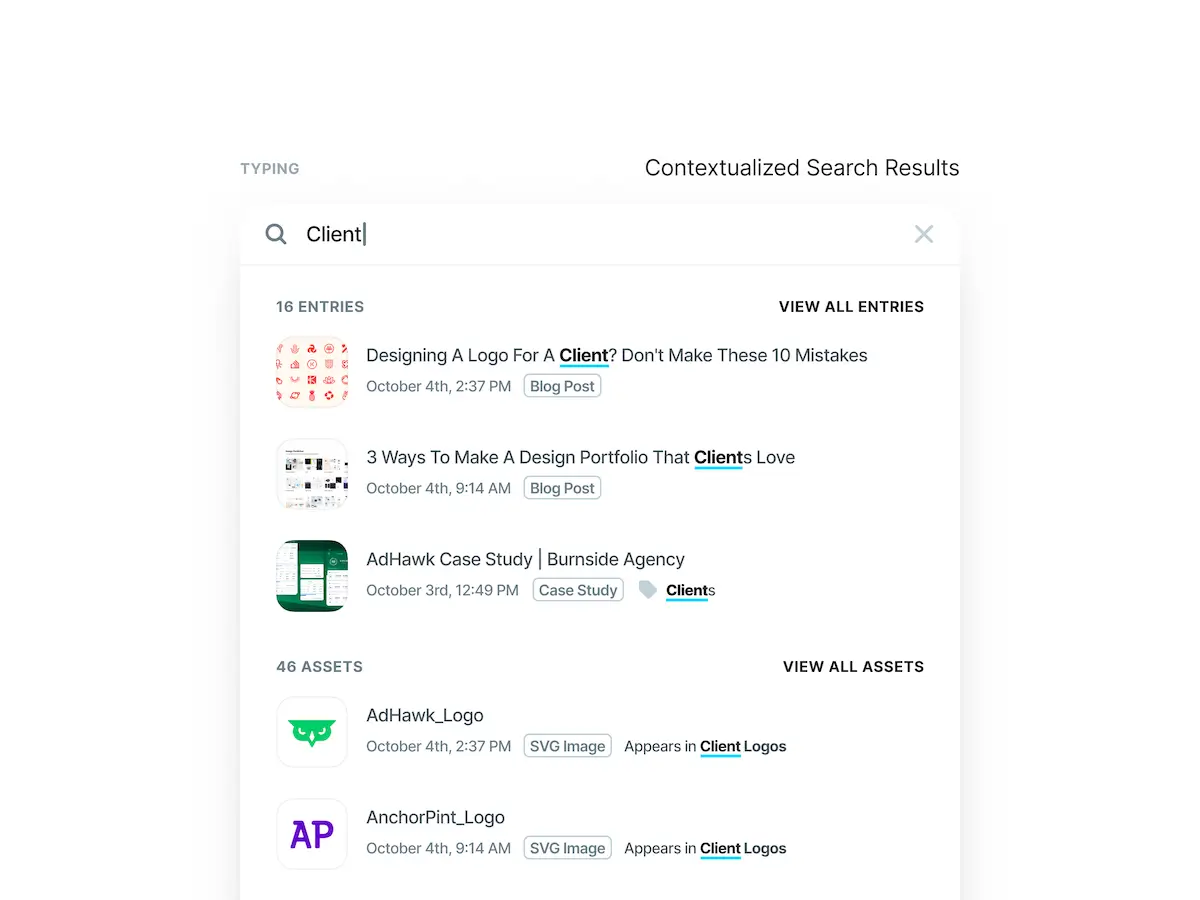 TYPING
Contextualized Search Results
Client
16 ENTRIES
VIEW ALL ENTRIES
Designing A Logo For A Client? Don't Make These 10 Mistakes
October 4th, 2:37 PM Blog Post
3 Ways To Make A Design Portfolio That Clients Love
October 4th, 9:14 AM Blog Post
AdHawk Case Study | Burnside Agency
October 3rd, 12:49 PM Case Study Clients
46 ASSETS
VIEW ALL ASSETS
AdHawk_Logo
October 4th, 2:37 PM SVG Image Appears in Client Logos
AP
AnchorPint_Logo
October 4th, 9:14 AM SVG Image Appears in Client Logos